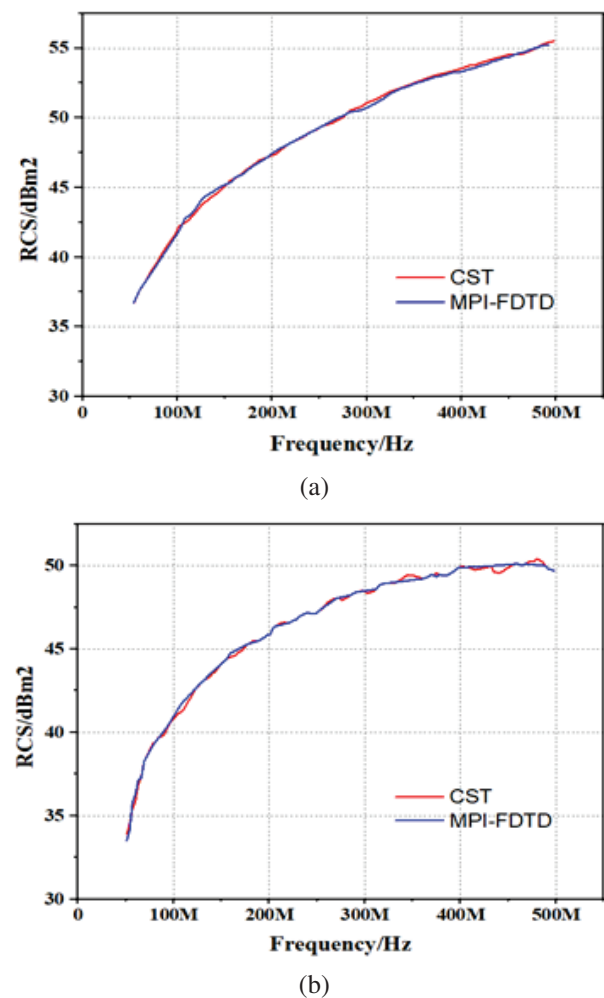 55
50
45
40
35
30
RCS/dBm2
CST
MPI-FDTD
0 100M 200M 300M 400M 500M
Frequency/Hz
(a)
50
45
40
35
30
RCS/dBm2
CST
MPI-FDTD
0 100M 200M 300M 400M 500M
Frequency/Hz
(b)